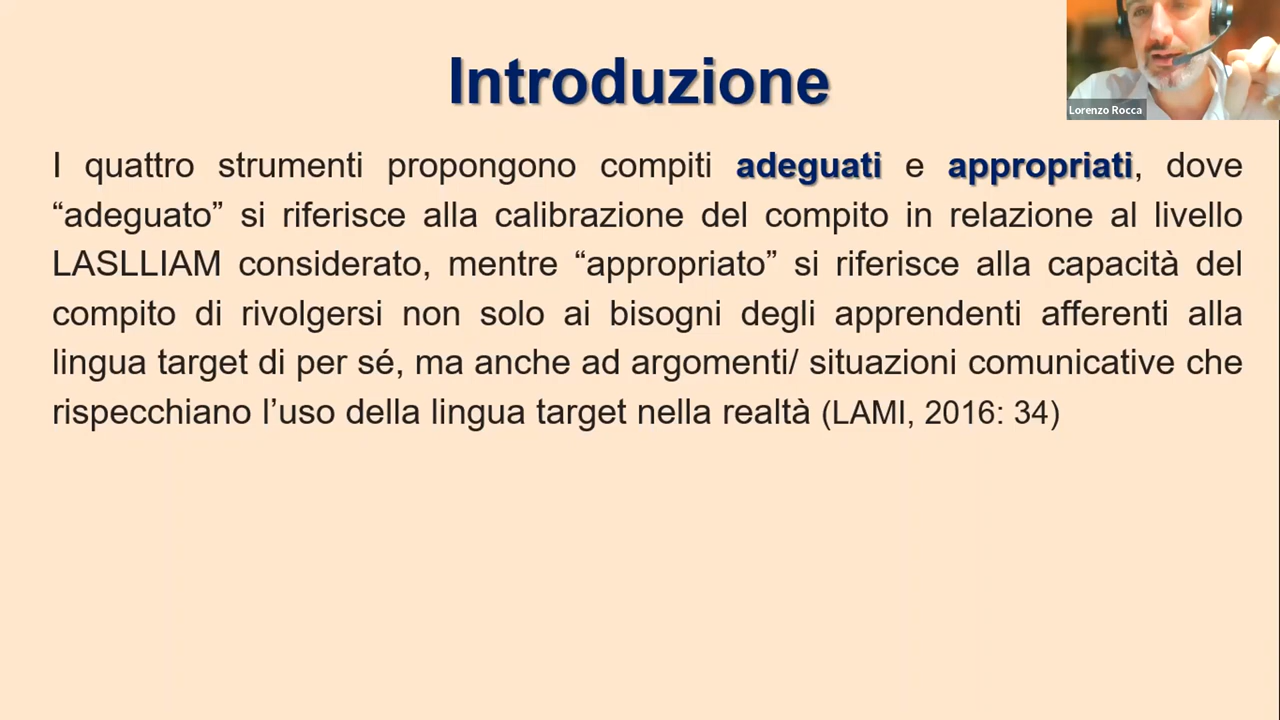 Introduzione
Lorenzo Rocca
I quattro strumenti propongono compiti adeguati e appropriati, dove
“adeguato” si riferisce alla calibrazione del compito in relazione al livello
LASLLIAM considerato, mentre “appropriato” si riferisce alla capacità del
compito di rivolgersi non solo ai bisogni degli apprendenti afferenti alla
lingua target di per sé, ma anche ad argomenti/ situazioni comunicative che
rispecchiano l’uso della lingua target nella realtà (LAMI, 2016: 34)